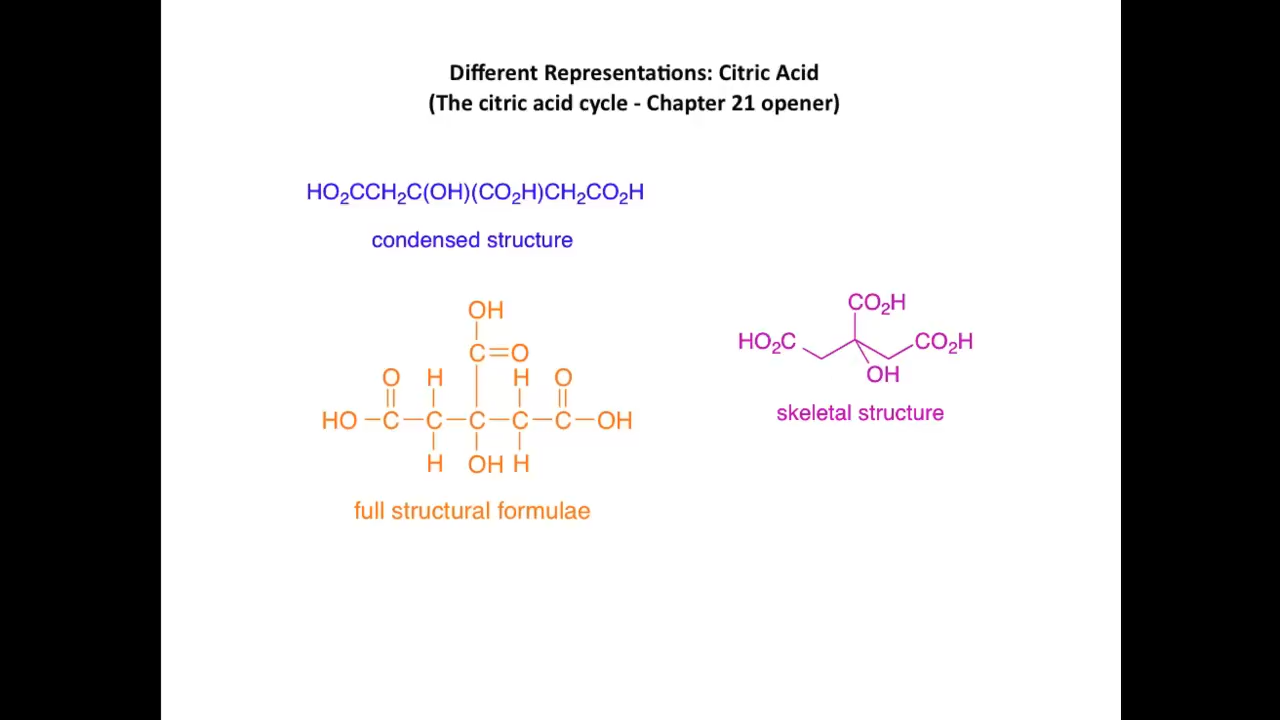 Different Representations: Citric Acid
(The citric acid cycle - Chapter 21 opener)
HO₂CCH₂C(OH)(CO₂H)CH₂CO₂H
condensed structure
OH
C=O
O H H O
HO—C—C—C—C—C—OH
H OH H
full structural formulae
CO₂H
HO₂C CO₂H
OH
skeletal structure